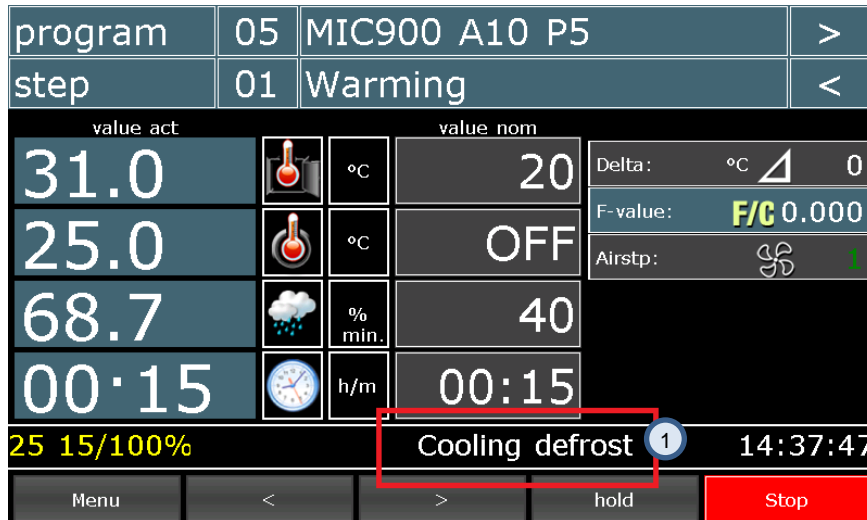 program 05 MIC900 A10 P5 >
step 01 Warming <
value act value nom
31.0 °C 20 Delta: °C 0
F-value: F/C 0.000
25.0 °C OFF Airstp: 1
68.7 % min. 40
00:15 h/m 00:15
25 15/100% Cooling defrost 1 14:37:47
Menu < > hold Stop